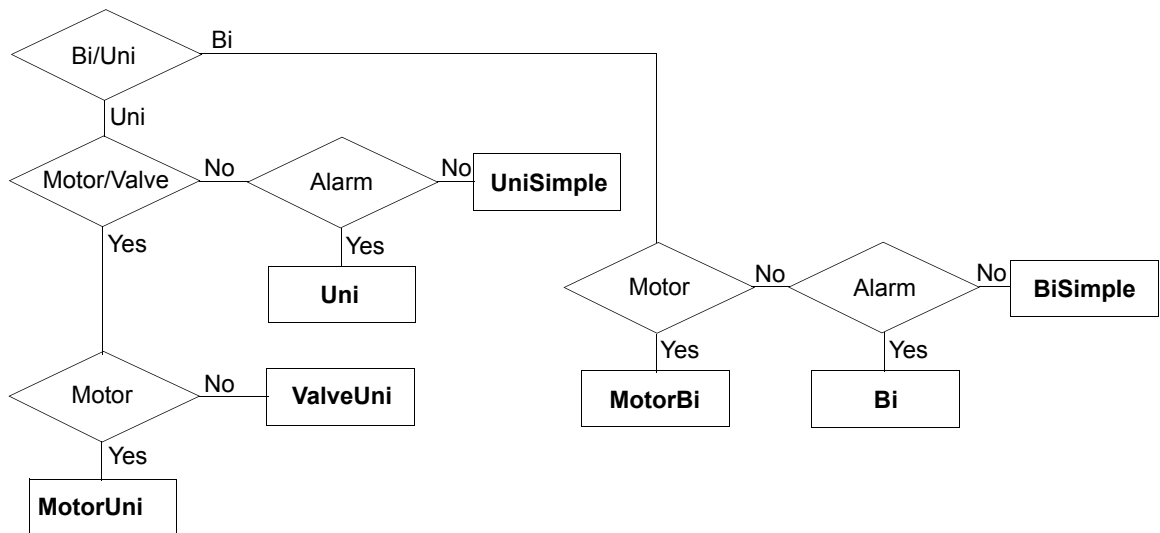 Bi/Uni
Bi
Uni
Motor/Valve
No
Alarm
No
UniSimple
Yes
Yes
Uni
Motor
No
Alarm
No
BiSimple
Yes
Yes
MotorBi
Bi
Motor
No
ValveUni
Yes
MotorUni